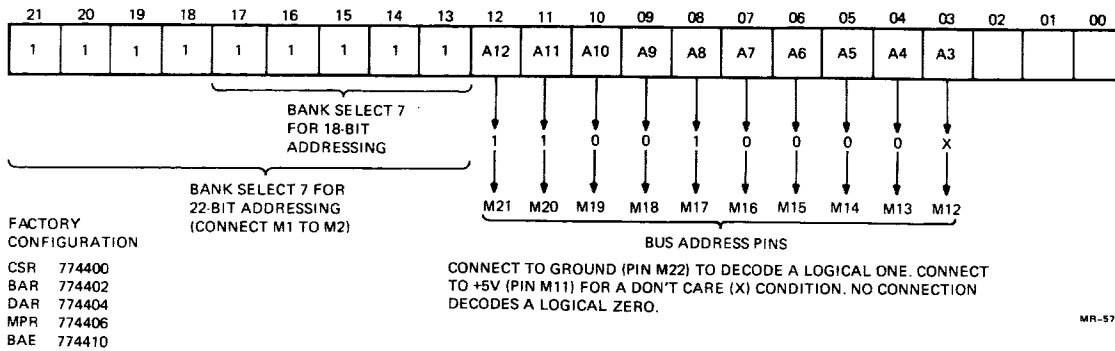 21 20 19 18 17 16 15 14 13 12 11 10 09 08 07 06 05 04 03 02 01 00
1 1 1 1 1 1 1 1 1 A12 A11 A10 A9 A8 A7 A6 A5 A4 A3
BANK SELECT 7
FOR 18-BIT
ADDRESSING
1 1 0 0 1 0 0 0 0 X
BANK SELECT 7 FOR
22-BIT ADDRESSING
(CONNECT M1 TO M2)
M21 M20 M19 M18 M17 M16 M15 M14 M13 M12
BUS ADDRESS PINS
FACTORY
CONFIGURATION
CSR 774400
BAR 774402
DAR 774404
MPR 774406
BAE 774410
CONNECT TO GROUND (PIN M22) TO DECODE A LOGICAL ONE. CONNECT
TO +5V (PIN M11) FOR A DON'T CARE (X) CONDITION. NO CONNECTION
DECODES A LOGICAL ZERO.
MR-57